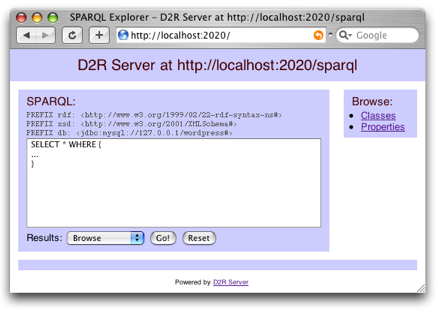 SPARQL Explorer – D2R Server at http://localhost:2020/sparql
http://localhost:2020/
Google
D2R Server at http://localhost:2020/sparql
SPARQL:
PREFIX rdf: <http://www.w3.org/1999/02/22-rdf-syntax-ns#>
PREFIX xsd: <http://www.w3.org/2001/XMLSchema#>
PREFIX db: <jdbc:mysql://127.0.0.1/wordpress#>
SELECT * WHERE {
...
}
Results: Browse Go! Reset
Browse:
Classes
Properties
Powered by D2R Server